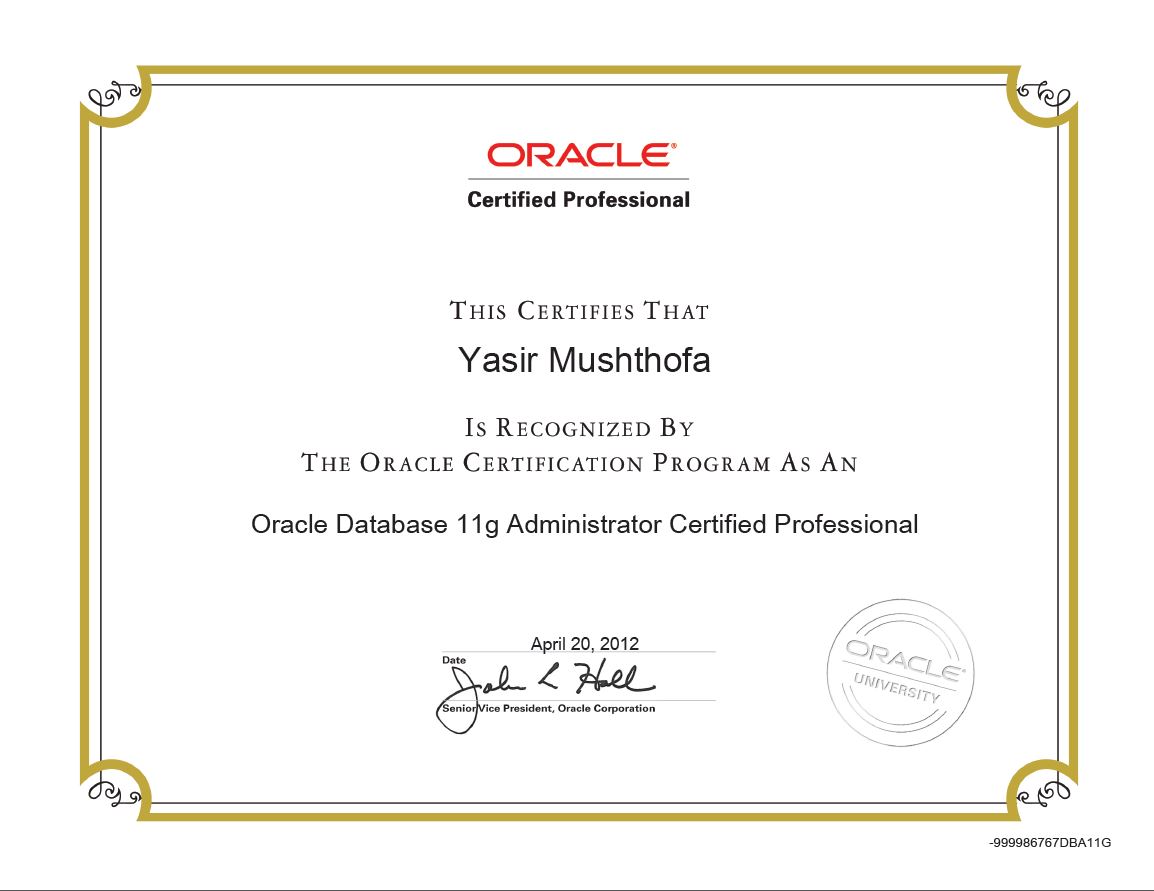 ORACLE®
Certified Professional
THIS CERTIFIES THAT
Yasir Mushthofa
IS RECOGNIZED BY
THE ORACLE CERTIFICATION PROGRAM AS AN
Oracle Database 11g Administrator Certified Professional
April 20, 2012
Date
John L Hall
Senior Vice President, Oracle Corporation
ORACLE®
UNIVERSITY
-999986767DBA11G